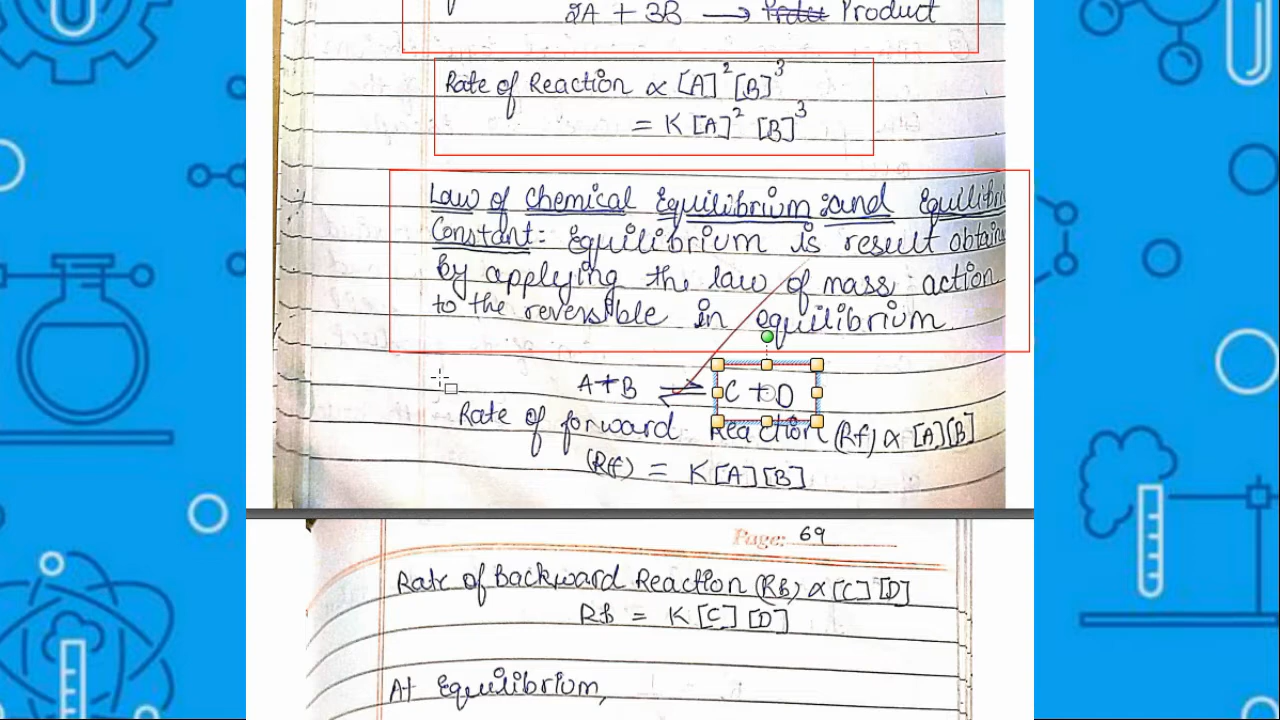 2A + 3B ⟶ Product
Rate of Reaction ∝ [A]² [B]³
= K [A]² [B]³
Law of chemical Equilibrium and Equilibri
Constant: Equilibrium is result obtain
by applying the law of mass action
to the reversible in equilibrium.
A+B ⇌ C + D
Rate of forward Reaction (Rf) ∝ [A][B]
(Rf) = K[A][B]
Page: 69
Rate of Backward Reaction (Rb) ∝ [C] [D]
Rb = K [C] [D]
At Equilibrium,